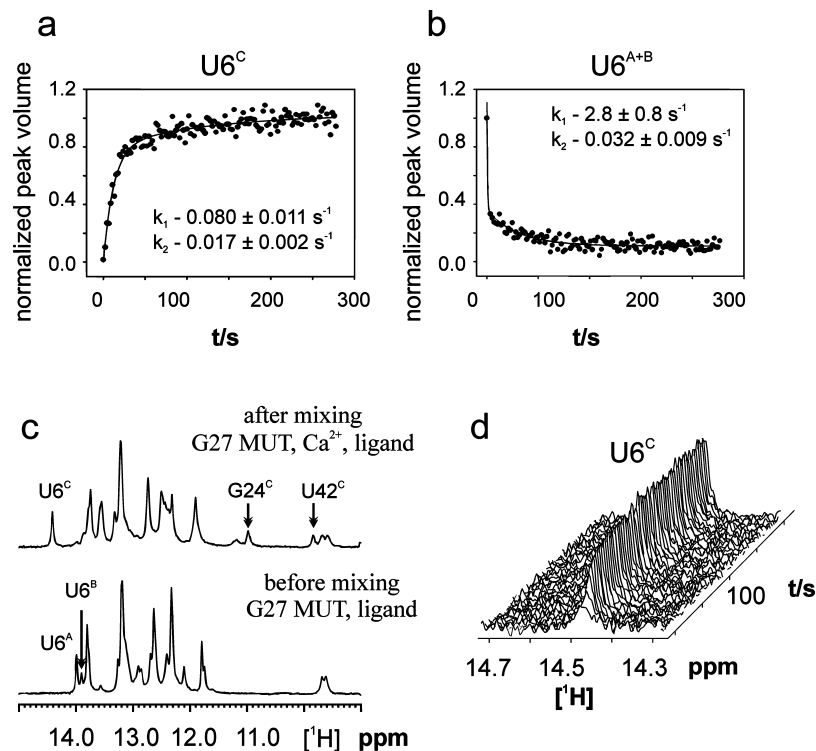 a
U6^C
normalized peak volume
1.2
0.8
0.4
0.0
k₁ - 0.080 ± 0.011 s⁻¹
k₂ - 0.017 ± 0.002 s⁻¹
0 100 200 300
t/s
b
U6^A+B
normalized peak volume
1.2
0.8
0.4
0.0
k₁ - 2.8 ± 0.8 s⁻¹
k₂ - 0.032 ± 0.009 s⁻¹
0 100 200 300
t/s
c
after mixing
G27 MUT, Ca²⁺, ligand
U6^C G24^C U42^C
before mixing
G27 MUT, ligand
U6^B
U6^A
14.0 13.0 12.0 11.0 [¹H] ppm
d
U6^C
100 t/s
14.7 14.5 14.3 ppm
[¹H]